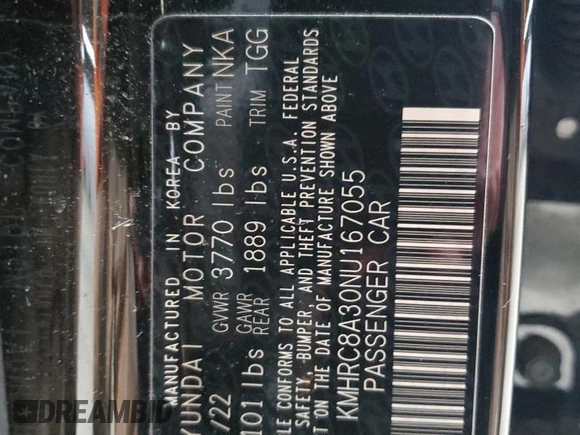 MANUFACTURED IN KOREA BY
YUNDAI MOTOR COMPANY
/22 GVWR 3770 lbs PAINT NKA
101 lbs GAWR REAR 1889 lbs TRIM TGG
LE CONFORMS TO ALL APPLICABLE U.S.A. FEDERAL
SAFETY, BUMPER, AND THEFT PREVENTION STANDARDS
T ON THE DATE OF MANUFACTURE SHOWN ABOVE
KMHRC8A30NU167055
PASSENGER CAR
DREAMBID